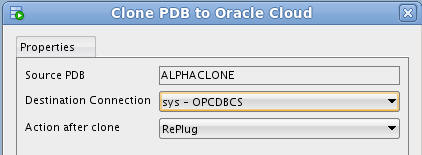 Clone PDB to Oracle Cloud
Properties
Source PDB ALPHACLONE
Destination Connection sys - OPCDBCS
Action after clone RePlug